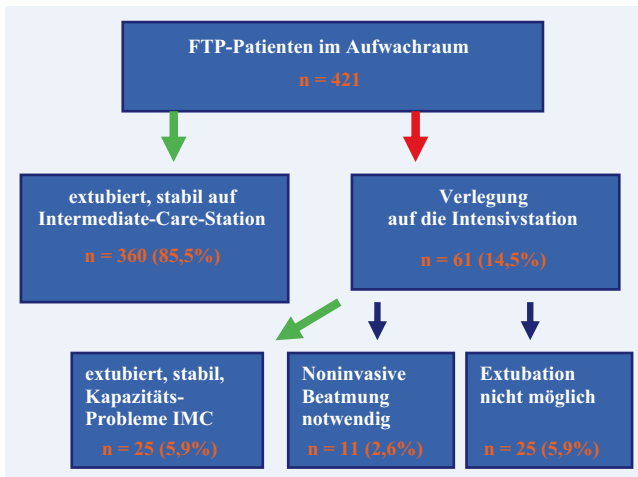 FTP-Patienten im Aufwachraum
n = 421
extubiert, stabil auf
Intermediate-Care-Station
n = 360 (85,5%)
Verlegung
auf die Intensivstation
n = 61 (14,5%)
extubiert, stabil,
Kapazitäts-
Probleme IMC
n = 25 (5,9%)
Noninvasive
Beatmung
notwendig
n = 11 (2,6%)
Extubation
nicht möglich
n = 25 (5,9%)